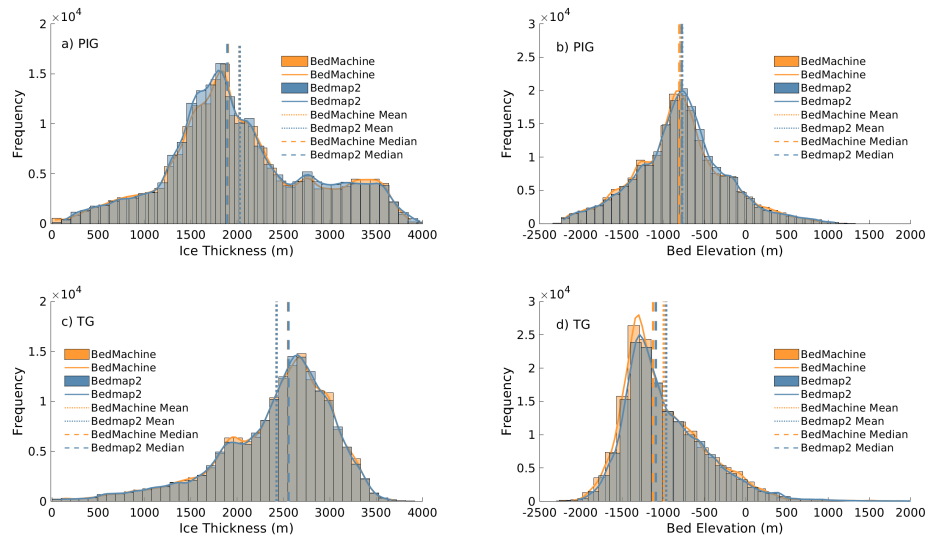 ×10⁴
2
a) PIG
BedMachine
BedMachine
Bedmap2
Bedmap2
BedMachine Mean
Bedmap2 Mean
BedMachine Median
Bedmap2 Median
1.5
1
0.5
0
Frequency
0 500 1000 1500 2000 2500 3000 3500 4000
Ice Thickness (m)
×10⁴
3
b) PIG
BedMachine
BedMachine
Bedmap2
Bedmap2
BedMachine Mean
Bedmap2 Mean
BedMachine Median
Bedmap2 Median
2.5
2
1.5
1
0.5
0
Frequency
-2500 -2000 -1500 -1000 -500 0 500 1000 1500 2000
Bed Elevation (m)
×10⁴
2
c) TG
BedMachine
BedMachine
Bedmap2
Bedmap2
BedMachine Mean
Bedmap2 Mean
BedMachine Median
Bedmap2 Median
1.5
1
0.5
0
Frequency
0 500 1000 1500 2000 2500 3000 3500 4000
Ice Thickness (m)
×10⁴
3
d) TG
BedMachine
BedMachine
Bedmap2
Bedmap2
BedMachine Mean
Bedmap2 Mean
BedMachine Median
Bedmap2 Median
2.5
2
1.5
1
0.5
0
Frequency
-2500 -2000 -1500 -1000 -500 0 500 1000 1500 2000
Bed Elevation (m)